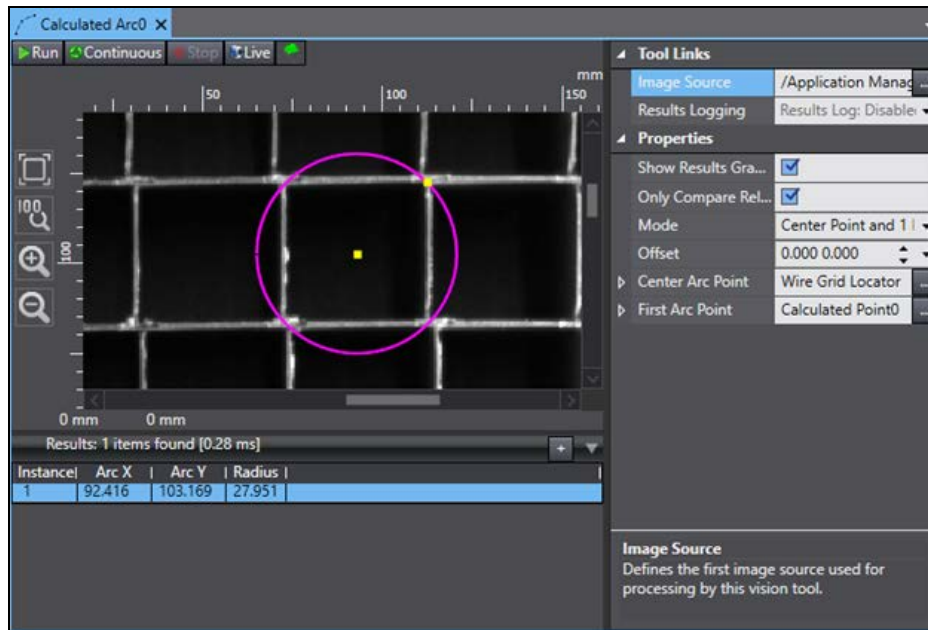 Calculated Arc0
Run Continuous Stop Live
mm
50 100 150
100
100
0 mm 0 mm
Results: 1 items found [0.28 ms]
Instance Arc X Arc Y Radius
1 92.416 103.169 27.951
Tool Links
Image Source /Application Manag ...
Results Logging Results Log: Disable
Properties
Show Results Gra...
Only Compare Rel...
Mode Center Point and 1
Offset 0.000 0.000
Center Arc Point Wire Grid Locator ...
First Arc Point Calculated Point0 ...
Image Source
Defines the first image source used for
processing by this vision tool.